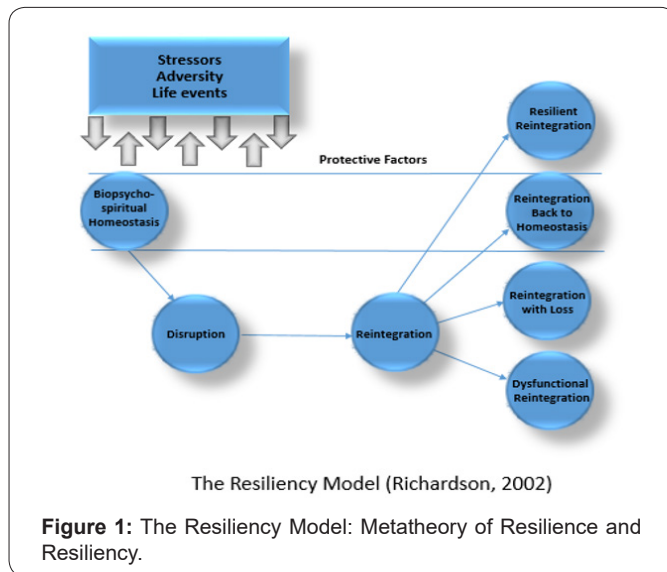 Stressors
Adversity
Life events
Protective Factors
Resilient
Reintegration
Biopsycho-
spiritual
Homeostasis
Reintegration
Back to
Homeostasis
Disruption
Reintegration
Reintegration
with Loss
Dysfunctional
Reintegration
The Resiliency Model (Richardson, 2002)
Figure 1: The Resiliency Model: Metatheory of Resilience and
Resiliency.